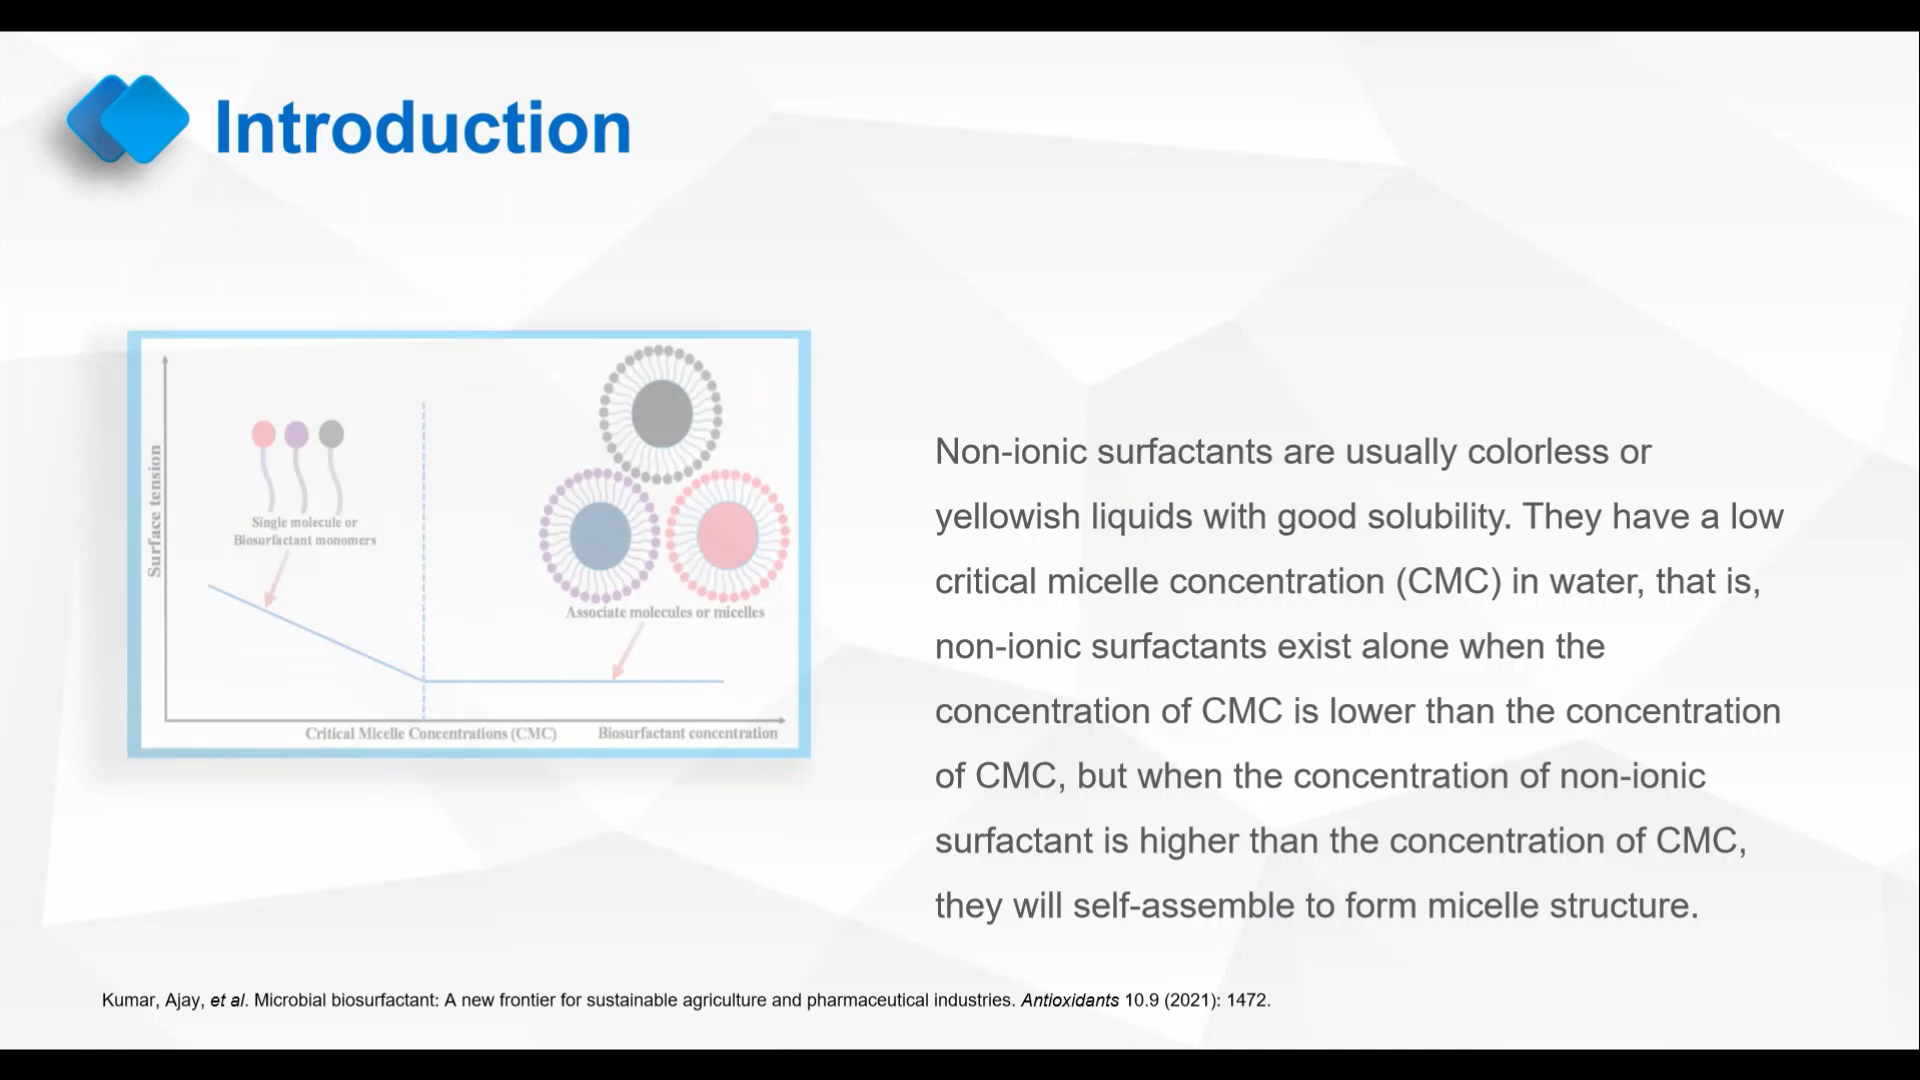 Introduction
Surface tension
Single molecule or
Biosurfactant monomers
Associate molecules or micelles
Critical Micelle Concentrations (CMC)
Biosurfactant concentration
Non-ionic surfactants are usually colorless or
yellowish liquids with good solubility. They have a low
critical micelle concentration (CMC) in water, that is,
non-ionic surfactants exist alone when the
concentration of CMC is lower than the concentration
of CMC, but when the concentration of non-ionic
surfactant is higher than the concentration of CMC,
they will self-assemble to form micelle structure.
Kumar, Ajay, et al. Microbial biosurfactant: A new frontier for sustainable agriculture and pharmaceutical industries. Antioxidants 10.9 (2021): 1472.